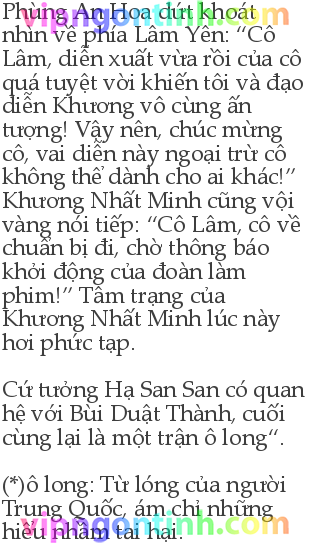 Phùng An Hoa dứt khoát
nhìn về phía Lâm Yên: “Cô
Lâm, diễn xuất vừa rồi của cô
quá tuyệt vời khiến tôi và đạo
diễn Khương vô cùng ấn
tượng! Vậy nên, chúc mừng
cô, vai diễn này ngoại trừ cô
không thể dành cho ai khác!”
Khương Nhất Minh cũng vội
vàng nói tiếp: “Cô Lâm, cô về
chuẩn bị đi, chờ thông báo
khởi động của đoàn làm
phim!” Tâm trạng của
Khương Nhất Minh lúc này
hơi phức tạp.
Cứ tưởng Hạ San San có quan
hệ với Bùi Duật Thành, cuối
cùng lại là một trận ô long“.
(*)ô long: Từ lóng của người
Trung Quốc, ám chỉ những
hiểu nhầm tai hại.
vipngontinh.com
vipngontinh.com